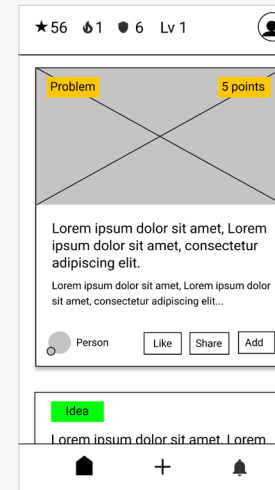 ★56 1 6 Lv 1
Problem 5 points
Lorem ipsum dolor sit amet, Lorem
ipsum dolor sit amet, consectetur
adipiscing elit.
Lorem ipsum dolor sit amet, Lorem ipsum dolor
sit amet, consectetur adipiscing elit...
Person Like Share Add
Idea
Lorem ipsum dolor sit amet, Lorem